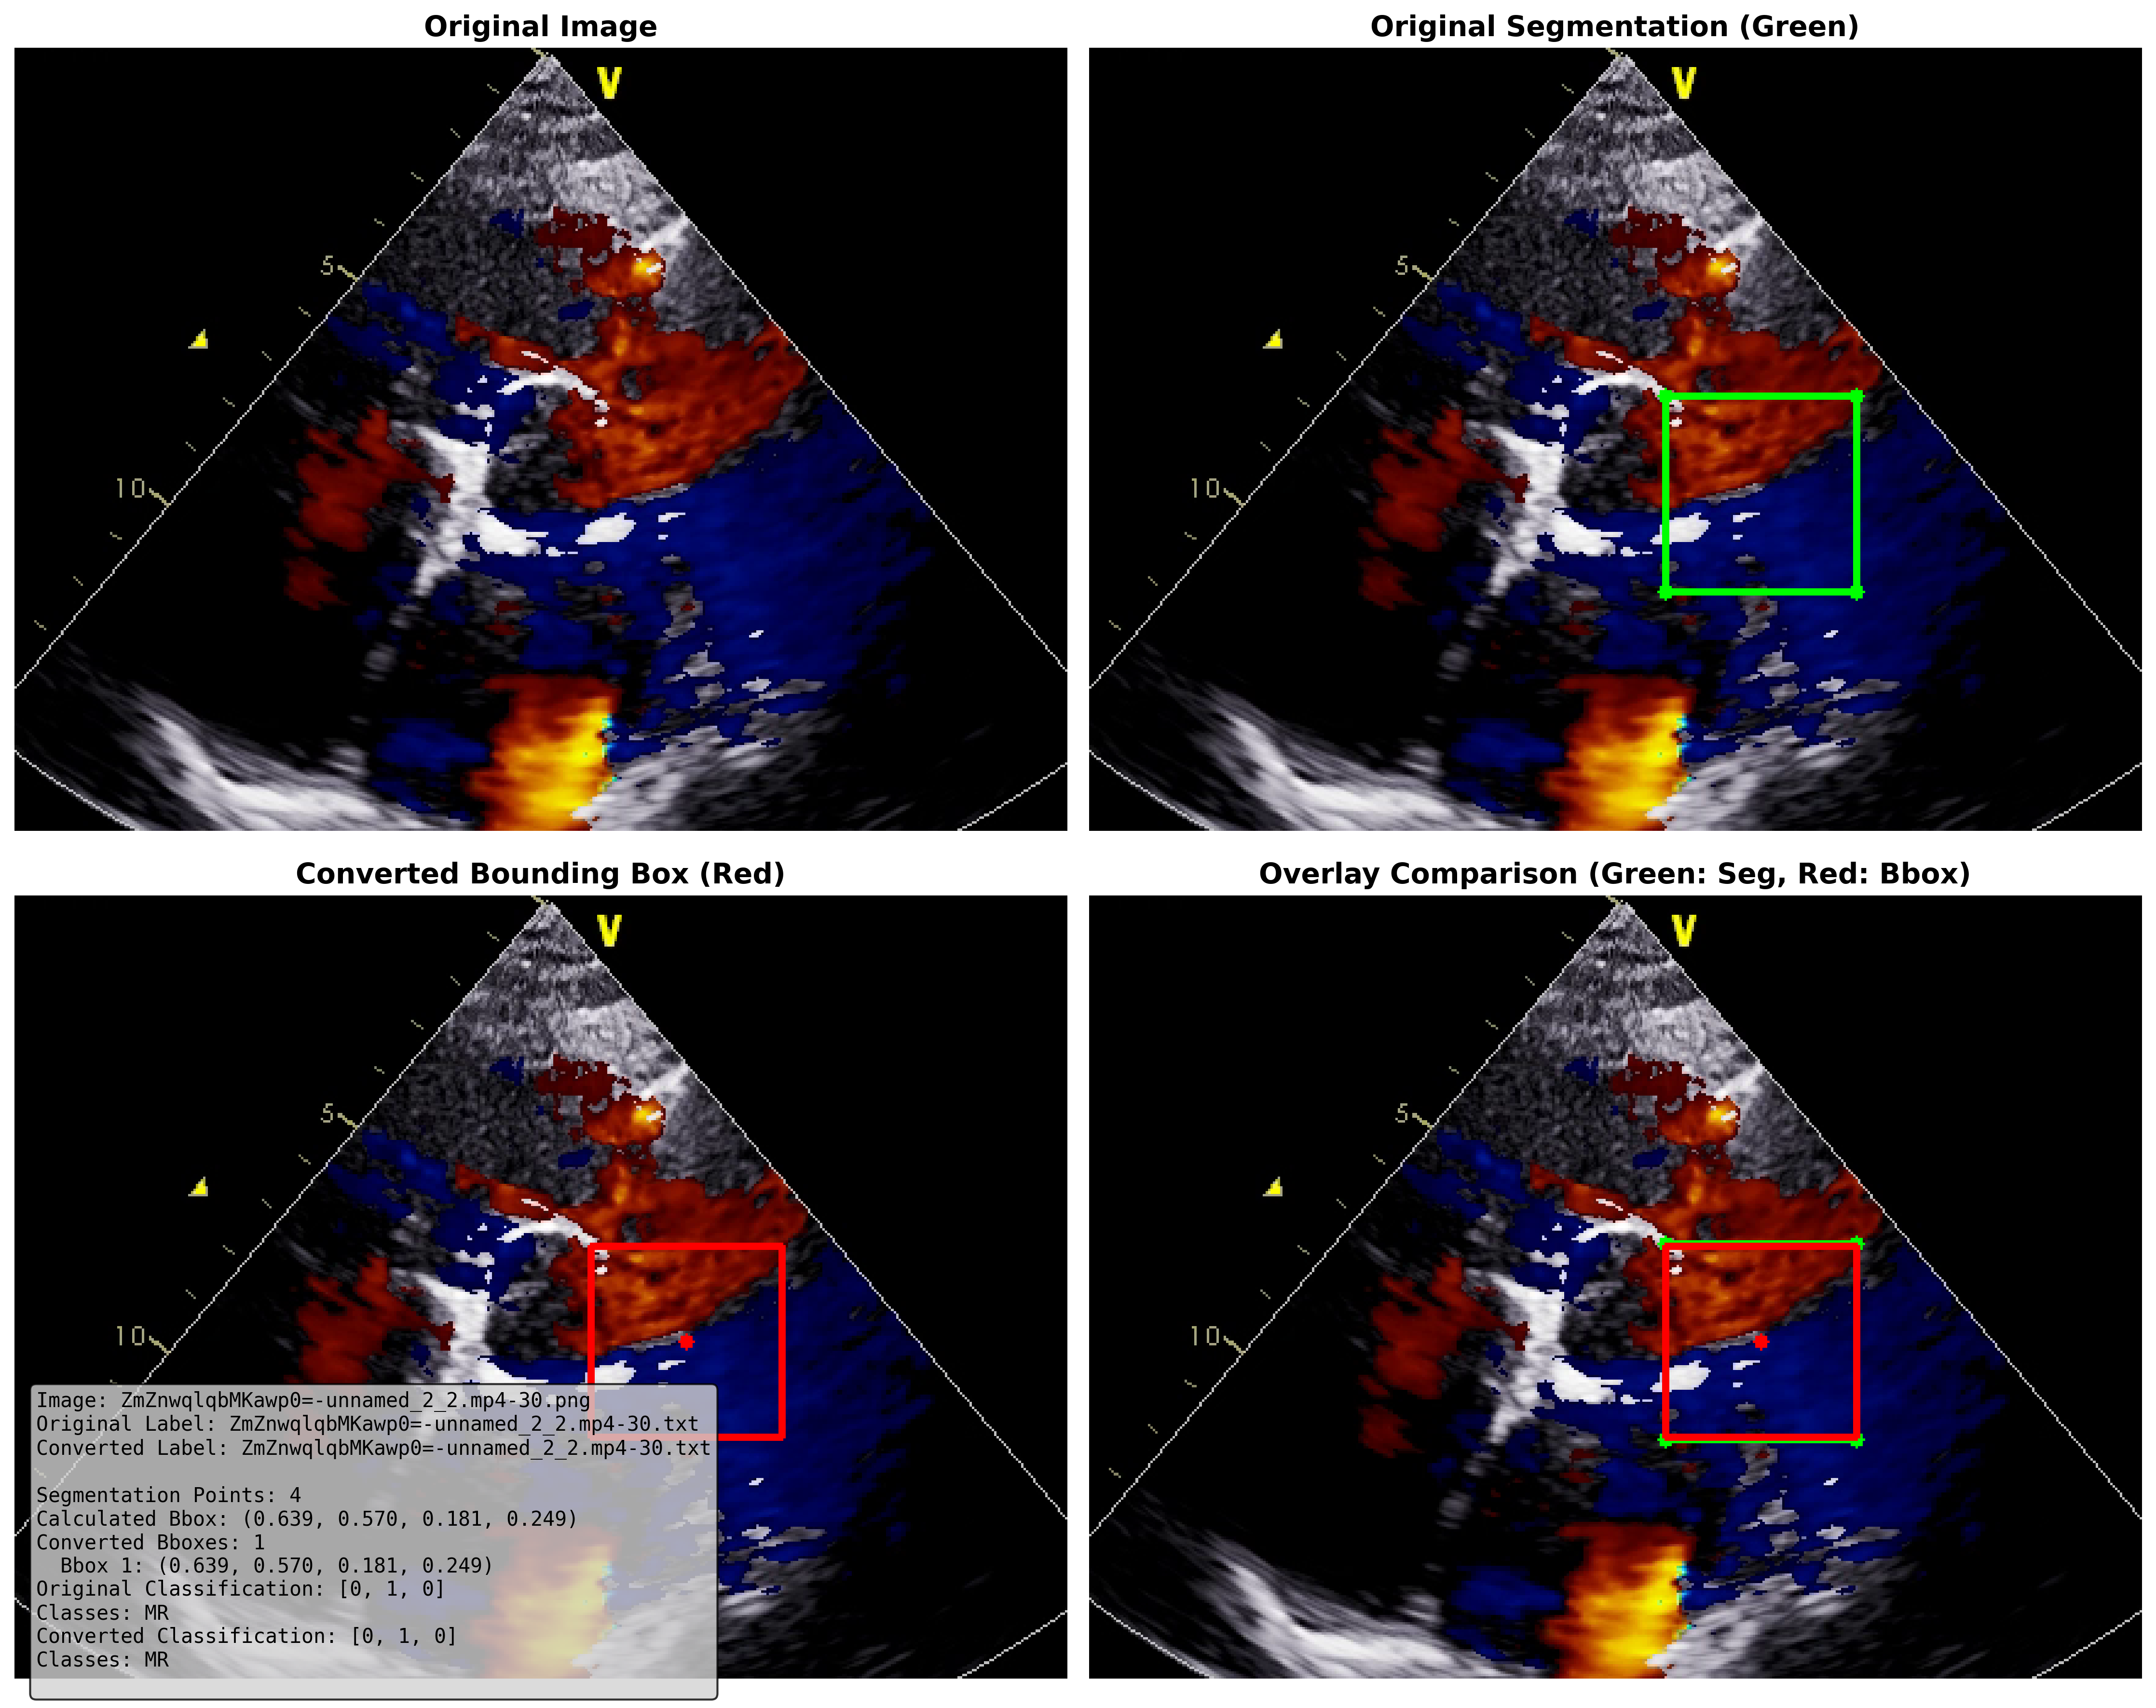 Original Image
Original Segmentation (Green)
V
5
10
V
5
10
Converted Bounding Box (Red)
Overlay Comparison (Green: Seg, Red: Bbox)
V
5
10
V
5
10
Image: ZmZnwqlqbMKawp0=-unnamed_2_2.mp4-30.png
Original Label: ZmZnwqlqbMKawp0=-unnamed_2_2.mp4-30.txt
Converted Label: ZmZnwqlqbMKawp0=-unnamed_2_2.mp4-30.txt
Segmentation Points: 4
Calculated Bbox: (0.639, 0.570, 0.181, 0.249)
Converted Bboxes: 1
Bbox 1: (0.639, 0.570, 0.181, 0.249)
Original Classification: [0, 1, 0]
Classes: MR
Converted Classification: [0, 1, 0]
Classes: MR